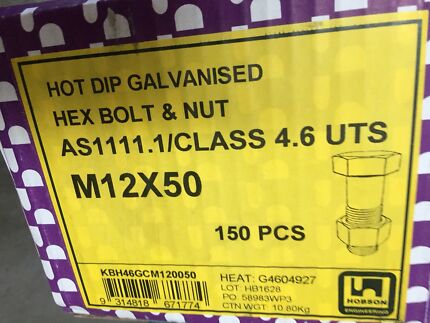 HOT DIP GALVANISED
HEX BOLT & NUT
AS1111.1/CLASS 4.6 UTS
M12X50
150 PCS
KBH46GCM120050
9 314818 671774
HEAT: G4604927
LOT: HB1628
PO: 58983WP3
CTN WGT: 10.80Kg
HOBSON
ENGINEERING